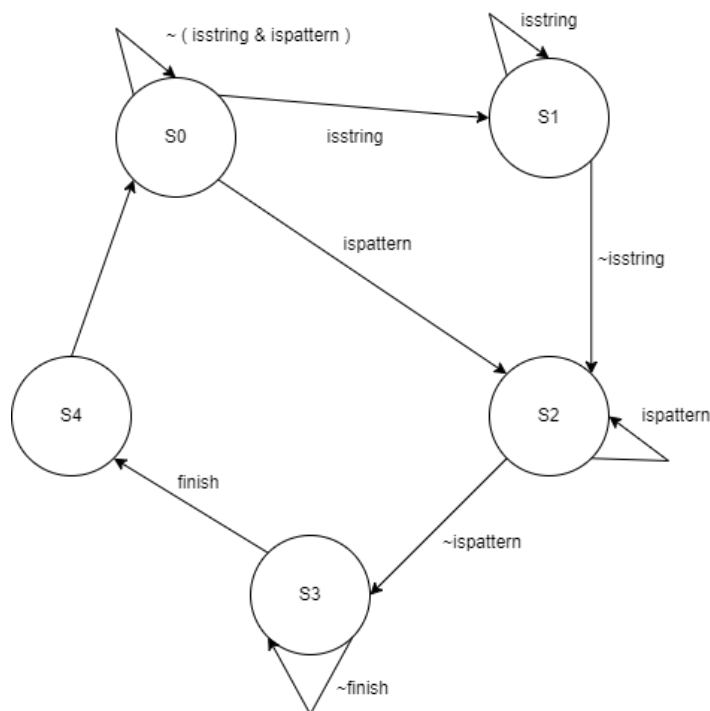 isstring
~ ( isstring & ispattern )
S0
S1
isstring
ispattern
~isstring
S4
S2
ispattern
finish
~ispattern
S3
~finish